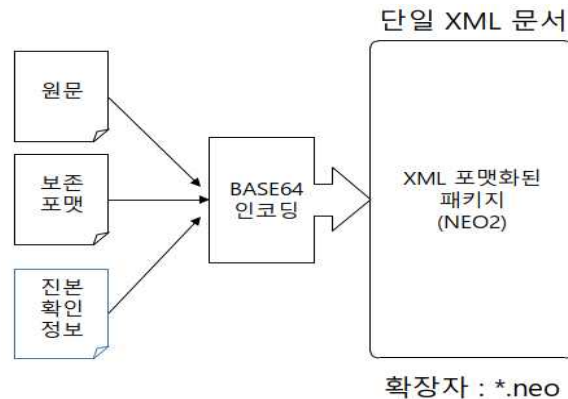 단일 XML 문서
원문
보존
포맷
진본
확인
정보
BASE64
인코딩
XML 포맷화된
패키지
(NEO2)
확장자 : *.neo